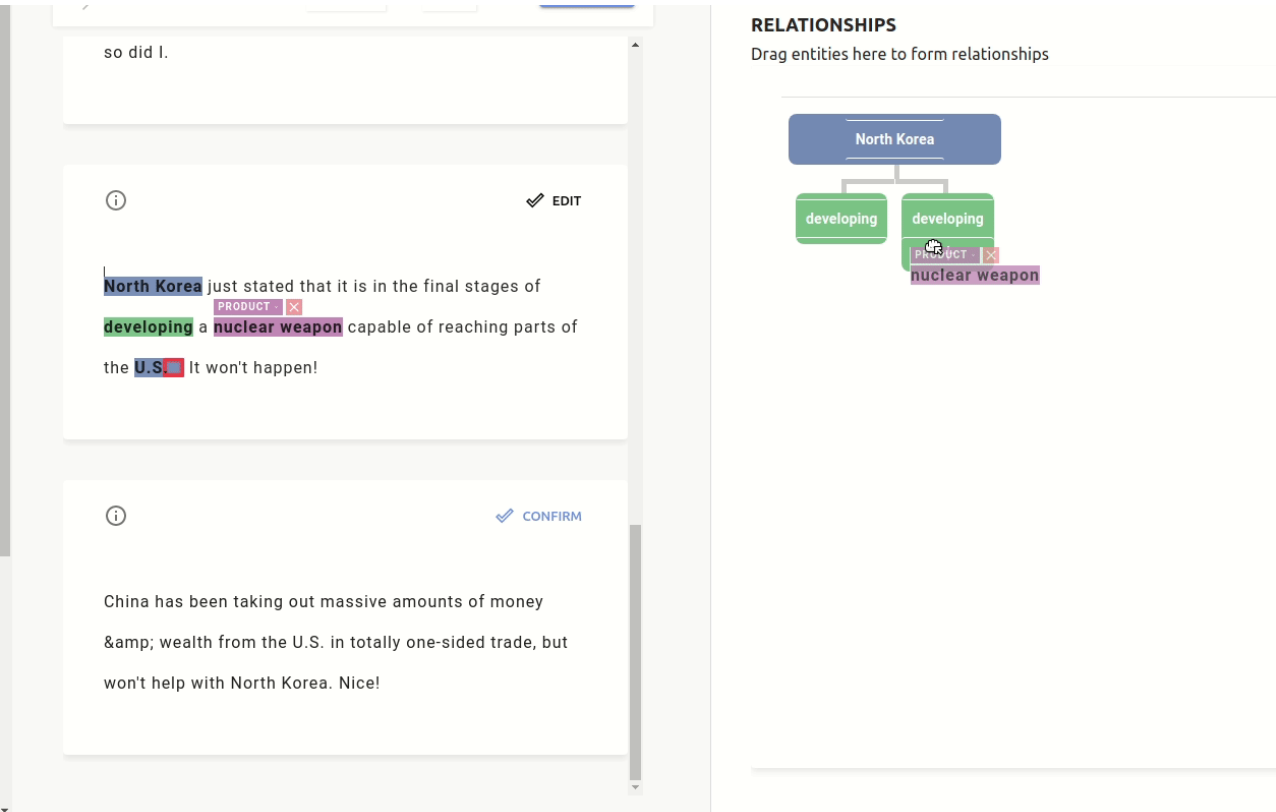 so did I.
EDIT
North Korea just stated that it is in the final stages of
PRODUCT -
developing a nuclear weapon capable of reaching parts of
the U.S. It won't happen!
CONFIRM
China has been taking out massive amounts of money
&amp; wealth from the U.S. in totally one-sided trade, but
won't help with North Korea. Nice!
RELATIONSHIPS
Drag entities here to form relationships
North Korea
developing developing
PRODUCT -
nuclear weapon